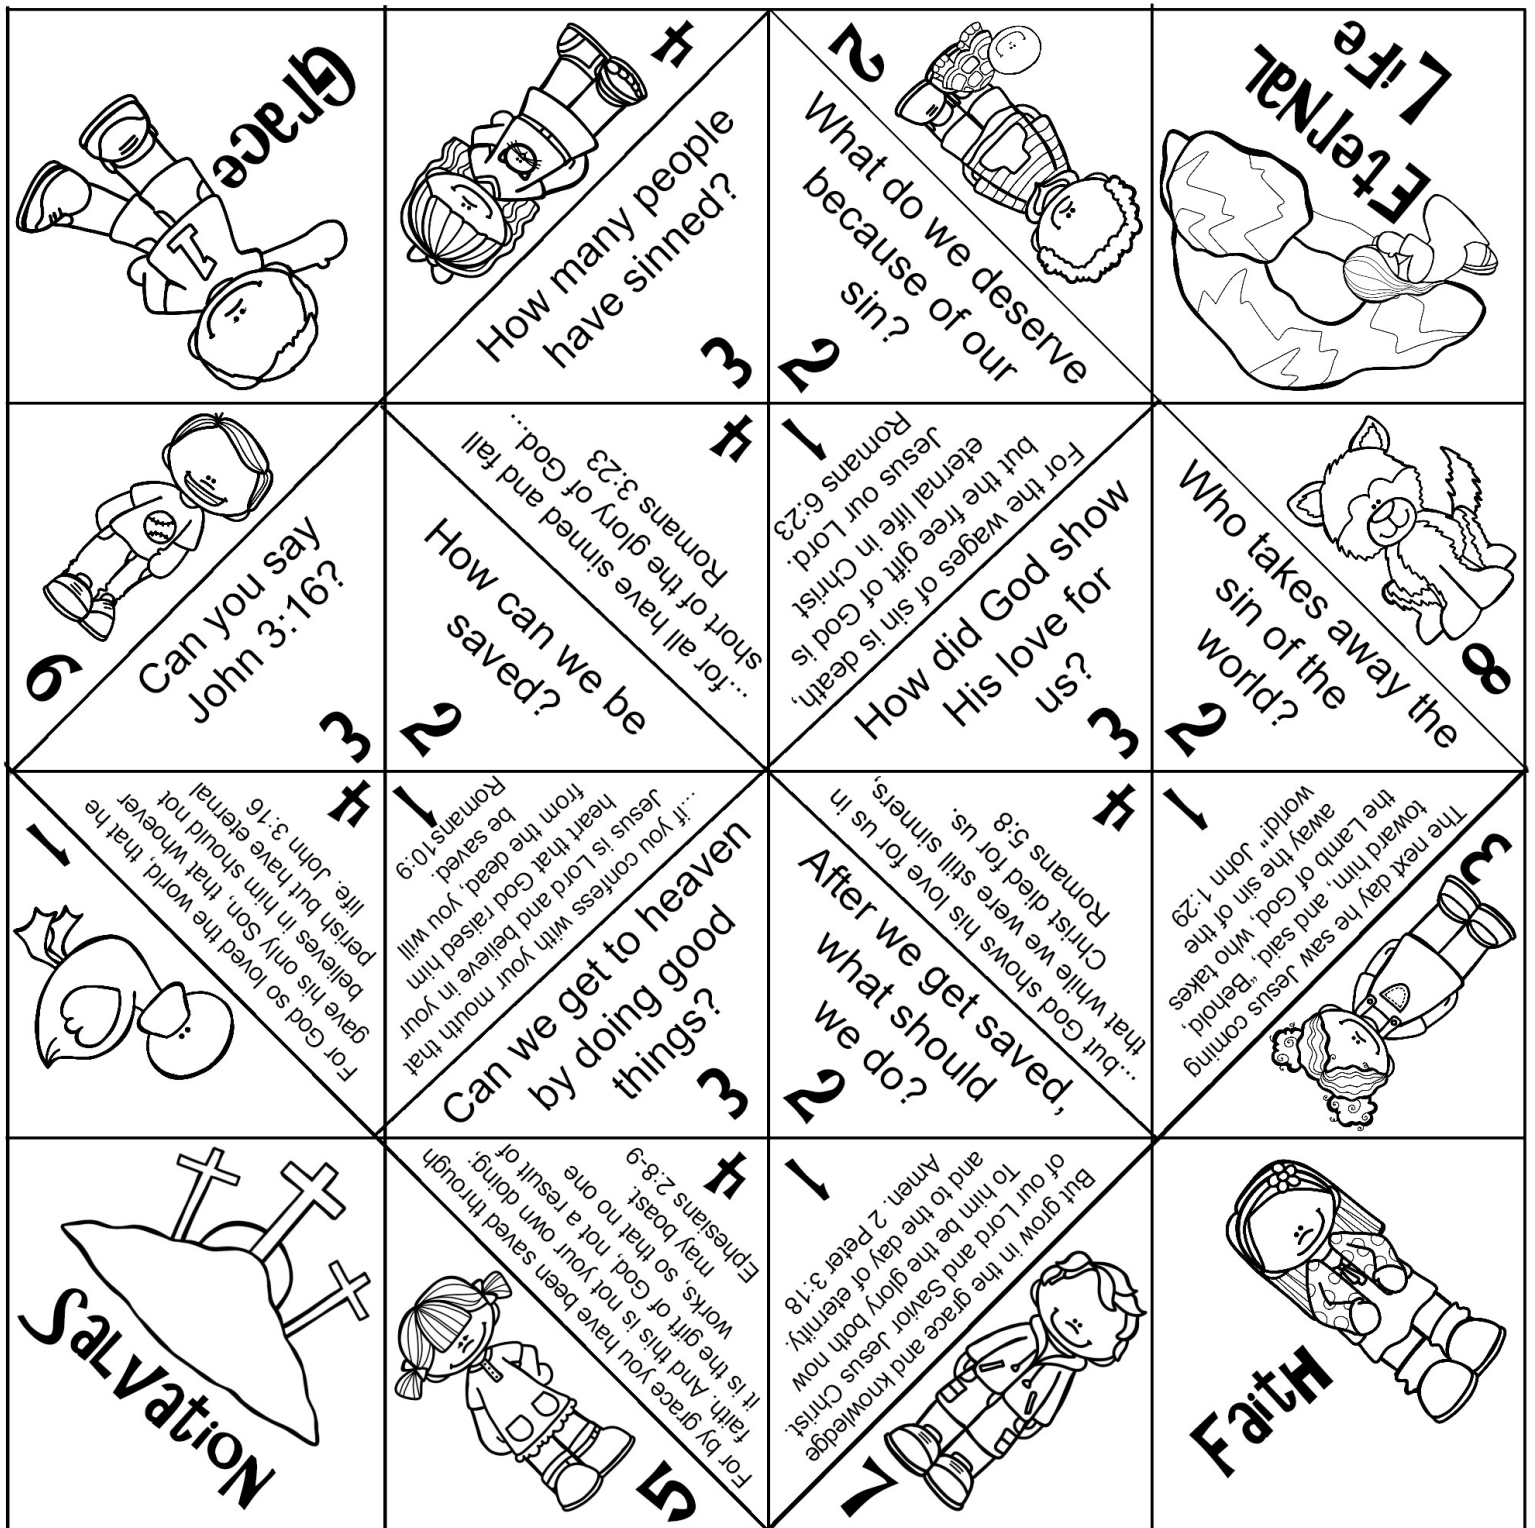 Grace
4
How many people
have sinned?
3
2
What do we deserve
because of our
sin?
2
Eternal
Life
6
Can you say
John 3:16?
3
4
...for all have sinned and fall
short of the glory of God...
Romans 3:23
How can we be
saved?
2
1
For the wages of sin is death,
but the free gift of God is
eternal life in Christ
Jesus our Lord.
Romans 6:23
How did God show
His love for
us?
3
Who takes away the
sin of the
world?
2
8
1
4
For God so loved the world, that he
gave his only Son, that whoever
believes in him should not
perish but have eternal
life. John 3:16
1
...if you confess with your mouth that
Jesus is Lord and believe in your
heart that God raised him
from the dead, you will
be saved.
Romans10:9
Can we get to heaven
by doing good
things?
3
4
...but God shows his love for us in
that while we were still sinners,
Christ died for us.
Romans 5:8
After we get saved,
what should
we do?
2
1
The next day he saw Jesus coming
toward him, and said, “Behold,
the Lamb of God, who takes
away the sin of the
world!” John 1:29
3
Salvation
4
For by grace you have been saved through
faith. And this is not your own doing;
it is the gift of God, not a result of
works, so that no one
may boast.
Ephesians 2:8-9
5
1
But grow in the grace and knowledge
of our Lord and Savior Jesus Christ.
To him be the glory both now
and to the day of eternity.
Amen. 2 Peter 3:18
7
Faith